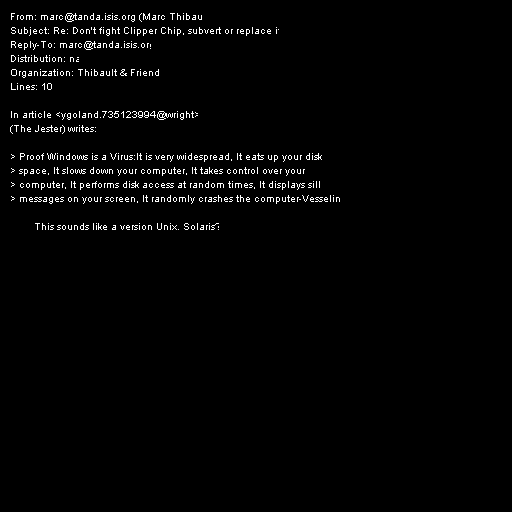 From: marc@tanda.isis.org (Marc Thibau
Subject: Re: Don't fight Clipper Chip, subvert or replace i
Reply-To: marc@tanda.isis.or
Distribution: na
Organization: Thibault & Friend
Lines: 10
In article <ygoland.735123994@wright>
(The Jester) writes:
> Proof Windows is a Virus:It is very widespread, It eats up your disk
> space, It slows down your computer, It takes control over your
> computer, It performs disk access at random times, It displays sill
> messages on your screen, It randomly crashes the computer-Vesselin
This sounds like a version Unix. Solaris?